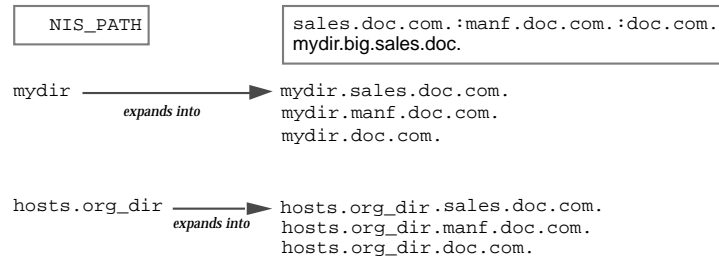 NIS_PATH
sales.doc.com.:manf.doc.com.:doc.com.
mydir.big.sales.doc.
mydir
expands into
mydir.sales.doc.com.
mydir.manf.doc.com.
mydir.doc.com.
hosts.org_dir
expands into
hosts.org_dir.sales.doc.com.
hosts.org_dir.manf.doc.com.
hosts.org_dir.doc.com.